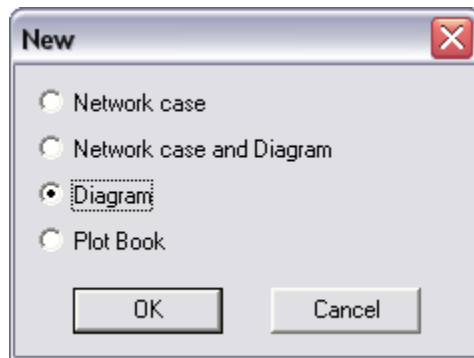 New
Network case
Network case and Diagram
Diagram
Plot Book
OK
Cancel